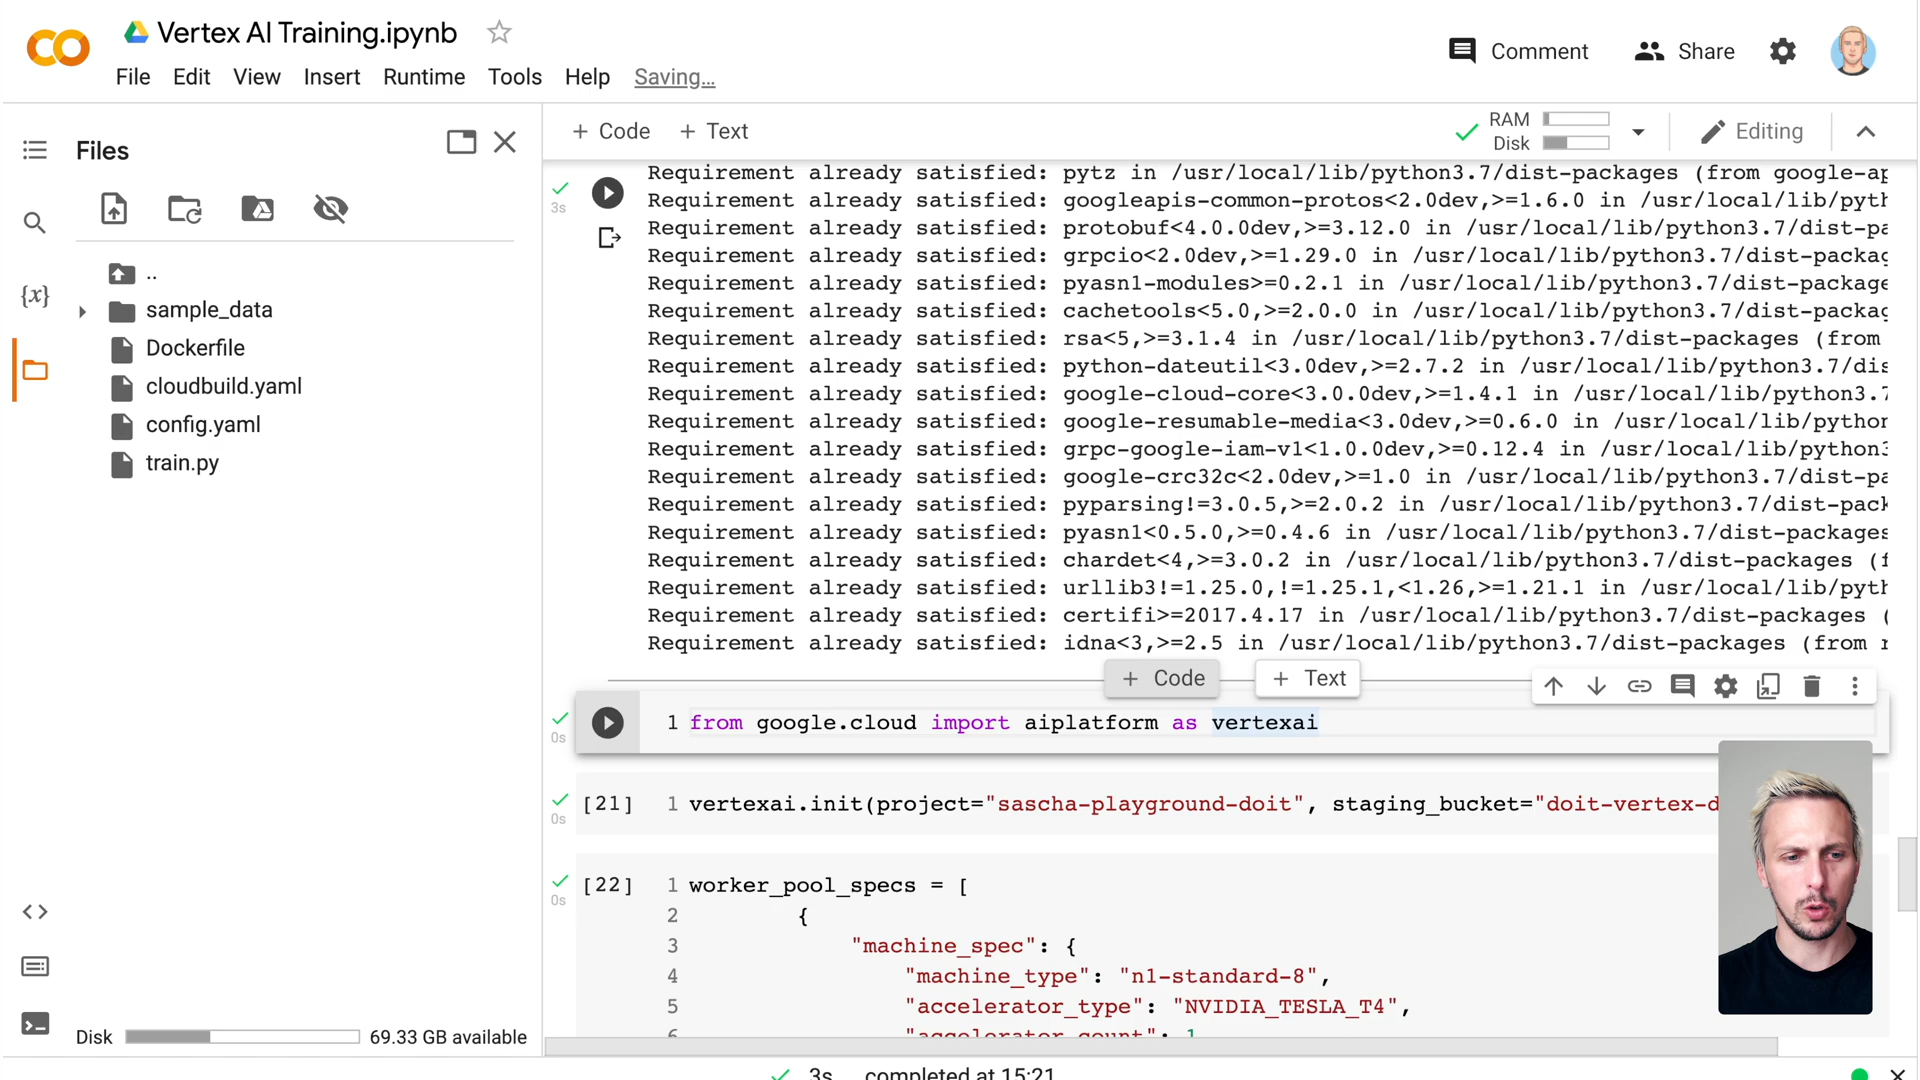 Vertex AI Training.ipynb
File Edit View Insert Runtime Tools Help Saving...
Comment Share
Files
+ Code + Text
RAM
Disk
Editing
..
sample_data
Dockerfile
cloudbuild.yaml
config.yaml
train.py
{x}
<>
Disk 69.33 GB available
3s
Requirement already satisfied: pytz in /usr/local/lib/python3.7/dist-packages (from google-ap
Requirement already satisfied: googleapis-common-protos<2.0dev,>=1.6.0 in /usr/local/lib/pyth
Requirement already satisfied: protobuf<4.0.0dev,>=3.12.0 in /usr/local/lib/python3.7/dist-pa
Requirement already satisfied: grpcio<2.0dev,>=1.29.0 in /usr/local/lib/python3.7/dist-packag
Requirement already satisfied: pyasn1-modules>=0.2.1 in /usr/local/lib/python3.7/dist-package
Requirement already satisfied: cachetools<5.0,>=2.0.0 in /usr/local/lib/python3.7/dist-packag
Requirement already satisfied: rsa<5,>=3.1.4 in /usr/local/lib/python3.7/dist-packages (from
Requirement already satisfied: python-dateutil<3.0dev,>=2.7.2 in /usr/local/lib/python3.7/dis
Requirement already satisfied: google-cloud-core<3.0.0dev,>=1.4.1 in /usr/local/lib/python3.7
Requirement already satisfied: google-resumable-media<3.0dev,>=0.6.0 in /usr/local/lib/python
Requirement already satisfied: grpc-google-iam-v1<1.0.0dev,>=0.12.4 in /usr/local/lib/python3
Requirement already satisfied: google-crc32c<2.0dev,>=1.0 in /usr/local/lib/python3.7/dist-pa
Requirement already satisfied: pyparsing!=3.0.5,>=2.0.2 in /usr/local/lib/python3.7/dist-pack
Requirement already satisfied: pyasn1<0.5.0,>=0.4.6 in /usr/local/lib/python3.7/dist-packages
Requirement already satisfied: chardet<4,>=3.0.2 in /usr/local/lib/python3.7/dist-packages (f
Requirement already satisfied: urllib3!=1.25.0,!=1.25.1,<1.26,>=1.21.1 in /usr/local/lib/pyth
Requirement already satisfied: certifi>=2017.4.17 in /usr/local/lib/python3.7/dist-packages (
Requirement already satisfied: idna<3,>=2.5 in /usr/local/lib/python3.7/dist-packages (from r
+ Code + Text
0s
1 from google.cloud import aiplatform as vertexai
[21] 1 vertexai.init(project="sascha-playground-doit", staging_bucket="doit-vertex-d
0s
[22] 1 worker_pool_specs = [
0s
2 {
3 "machine_spec": {
4 "machine_type": "n1-standard-8",
5 "accelerator_type": "NVIDIA_TESLA_T4",
6 "accelerator_count": 1
3s completed at 15:21